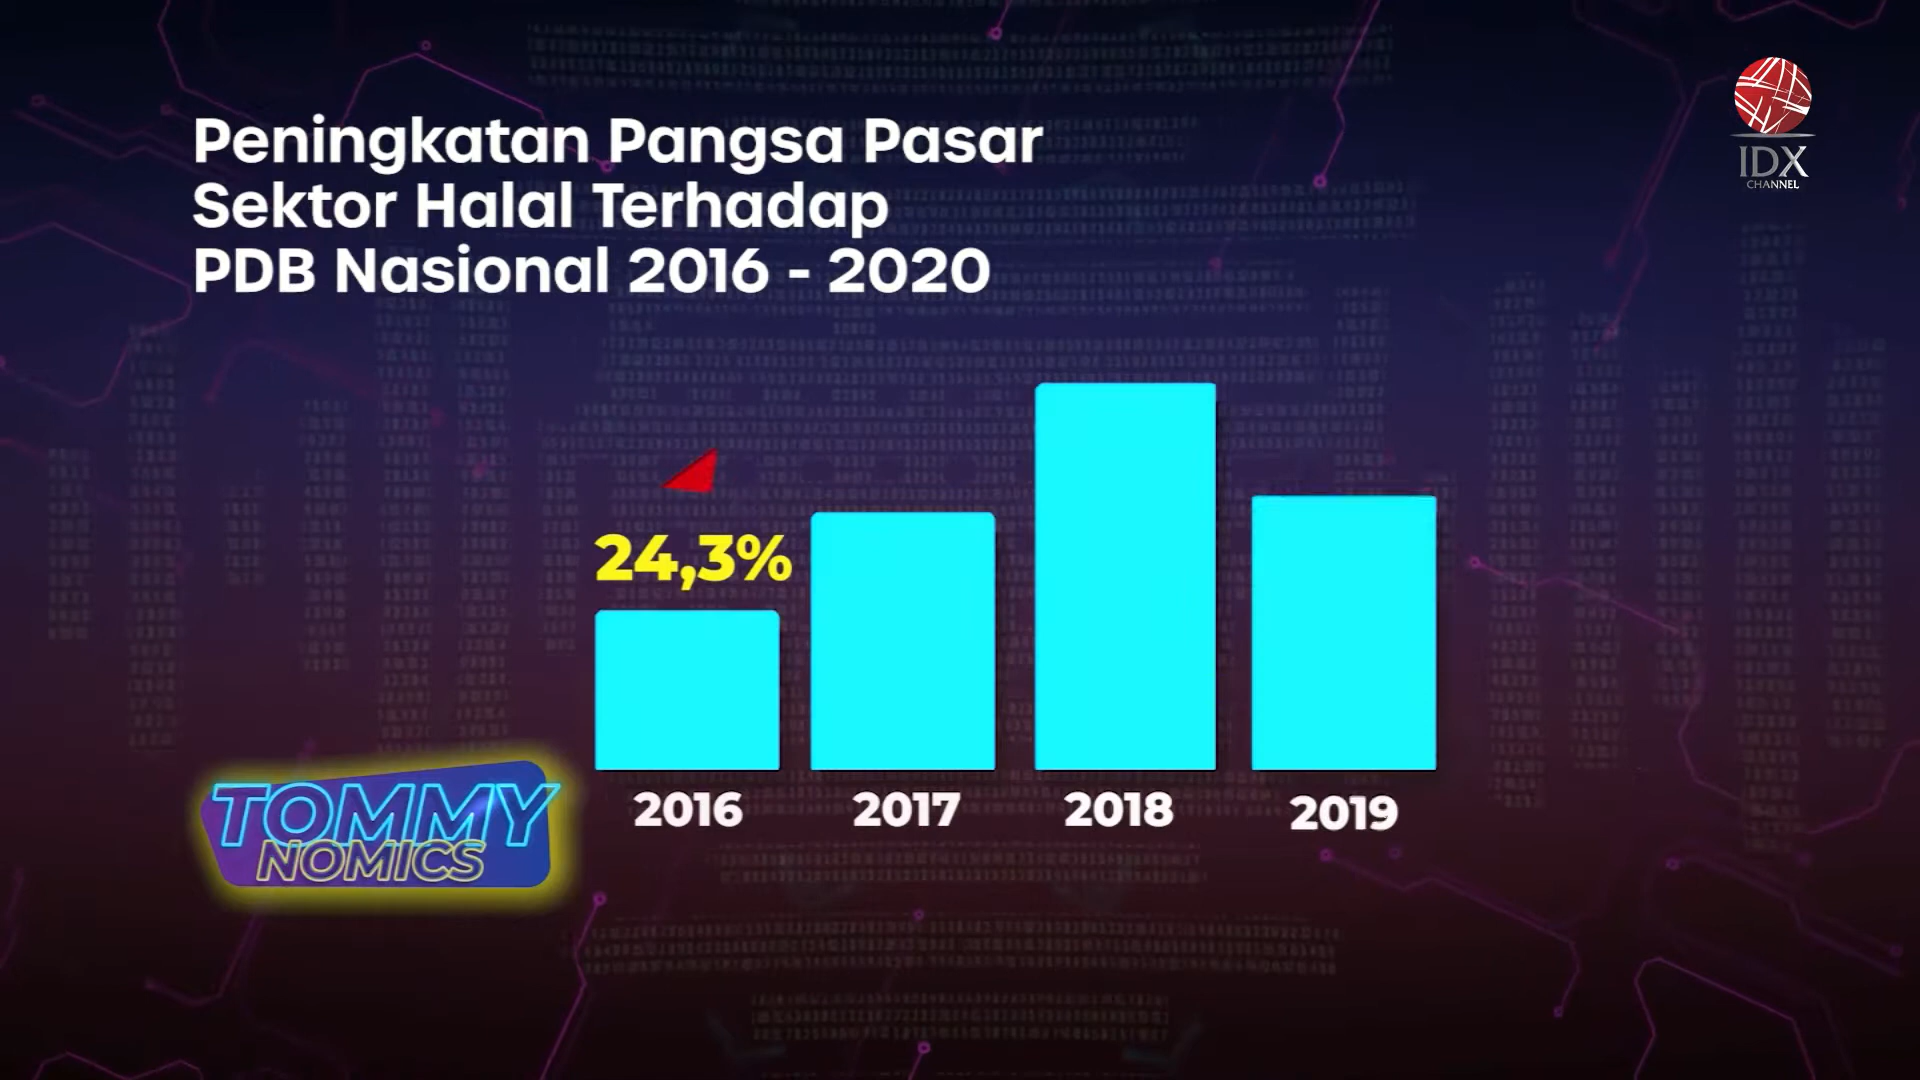 Peningkatan Pangsa Pasar
Sektor Halal Terhadap
PDB Nasional 2016 - 2020
IDX
CHANNEL
24,3%
2016
2017
2018
2019
TOMMY
NOMICS